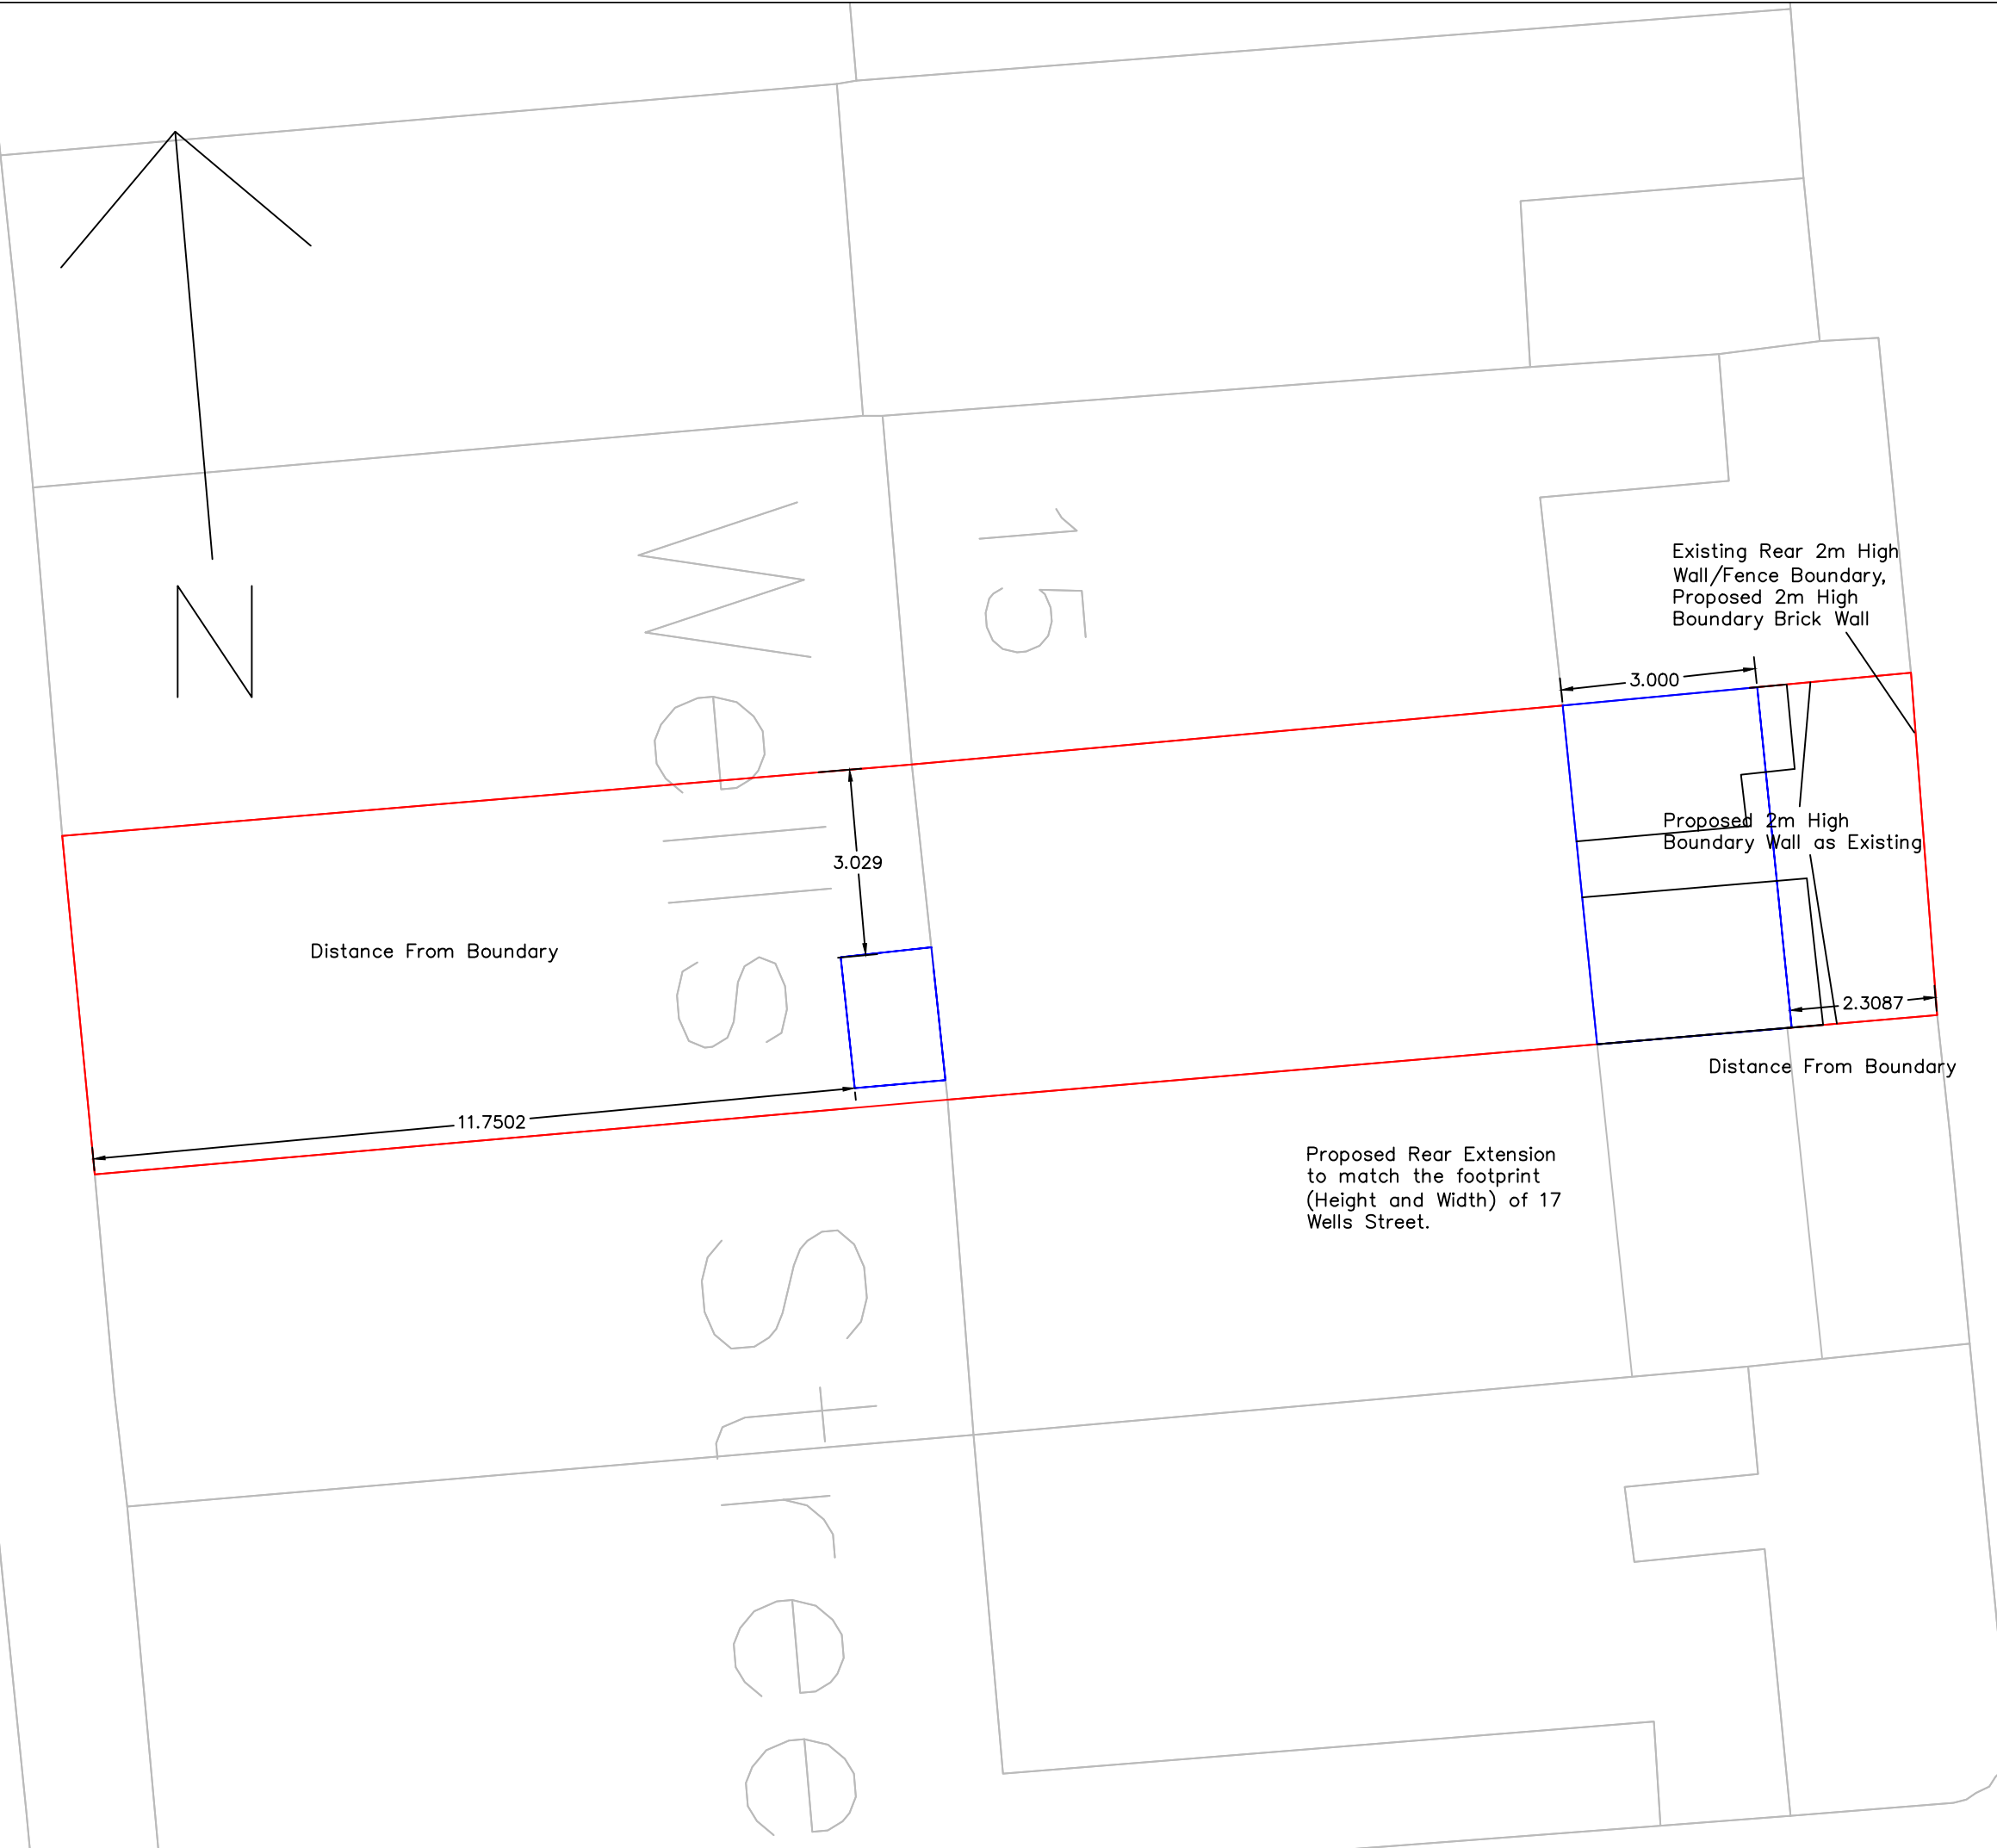 N
Wells Stree
15
Existing Rear 2m High
Wall/Fence Boundary,
Proposed 2m High
Boundary Brick Wall
3.000
Proposed 2m High
Boundary Wall as Existing
3.029
Distance From Boundary
2.3087
Distance From Boundary
11.7502
Proposed Rear Extension
to match the footprint
(Height and Width) of 17
Wells Street.